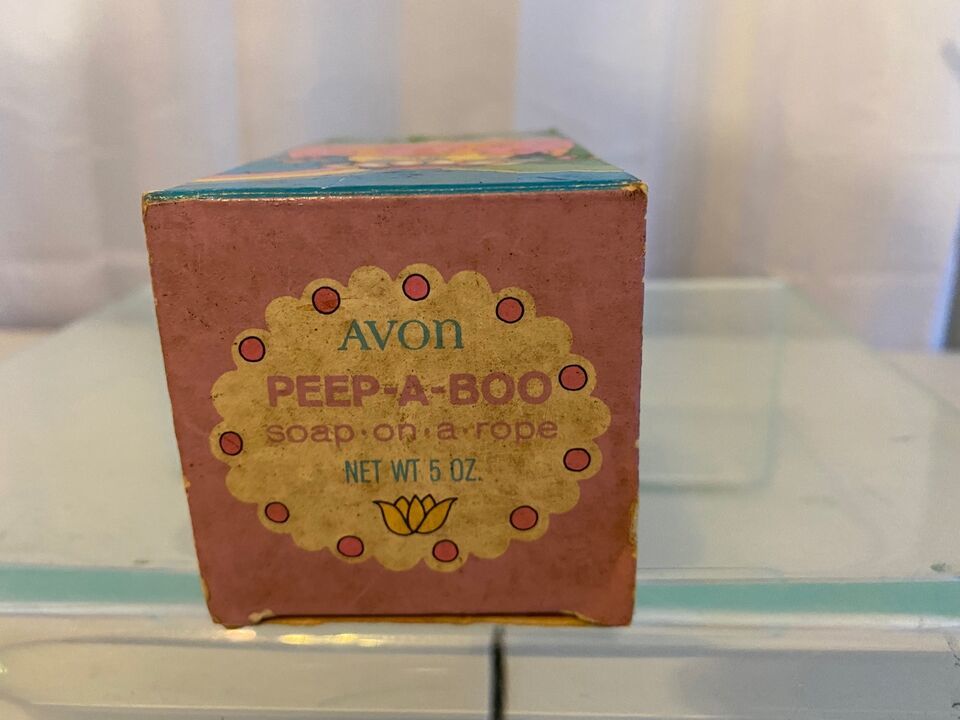 AVON
PEEP-A-BOO
soap·on·a·rope
NET WT 5 OZ.